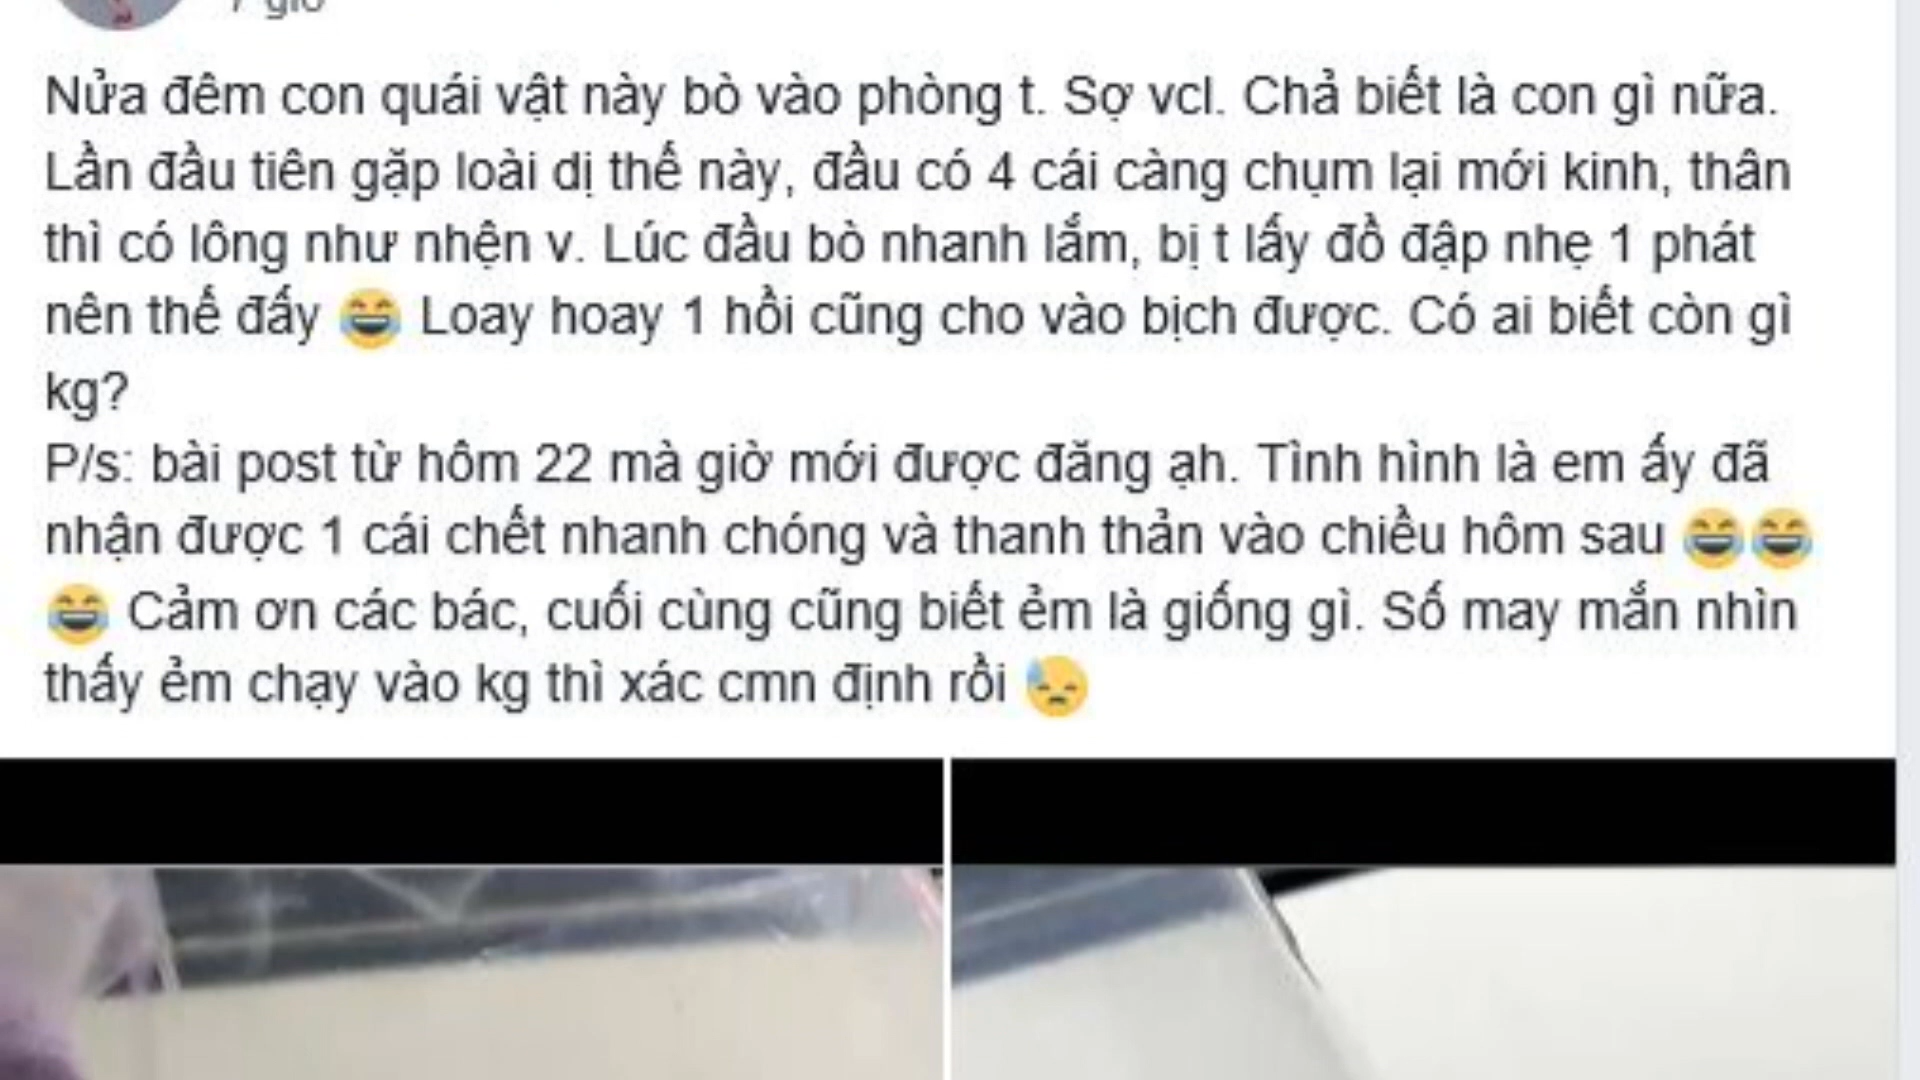 7 giờ
Nửa đêm con quái vật này bò vào phòng t. Sợ vcl. Chả biết là con gì nữa.
Lần đầu tiên gặp loài dị thế này, đầu có 4 cái càng chụm lại mới kinh, thân
thì có lông như nhện v. Lúc đầu bò nhanh lắm, bị t lấy đồ đập nhẹ 1 phát
nên thế đấy 😂 Loay hoay 1 hồi cũng cho vào bịch được. Có ai biết còn gì
kg?
P/s: bài post từ hôm 22 mà giờ mới được đăng ạh. Tình hình là em ấy đã
nhận được 1 cái chết nhanh chóng và thanh thản vào chiều hôm sau 😂😂
😂 Cảm ơn các bác, cuối cùng cũng biết ẻm là giống gì. Số may mắn nhìn
thấy ẻm chạy vào kg thì xác cmn định rồi 😓